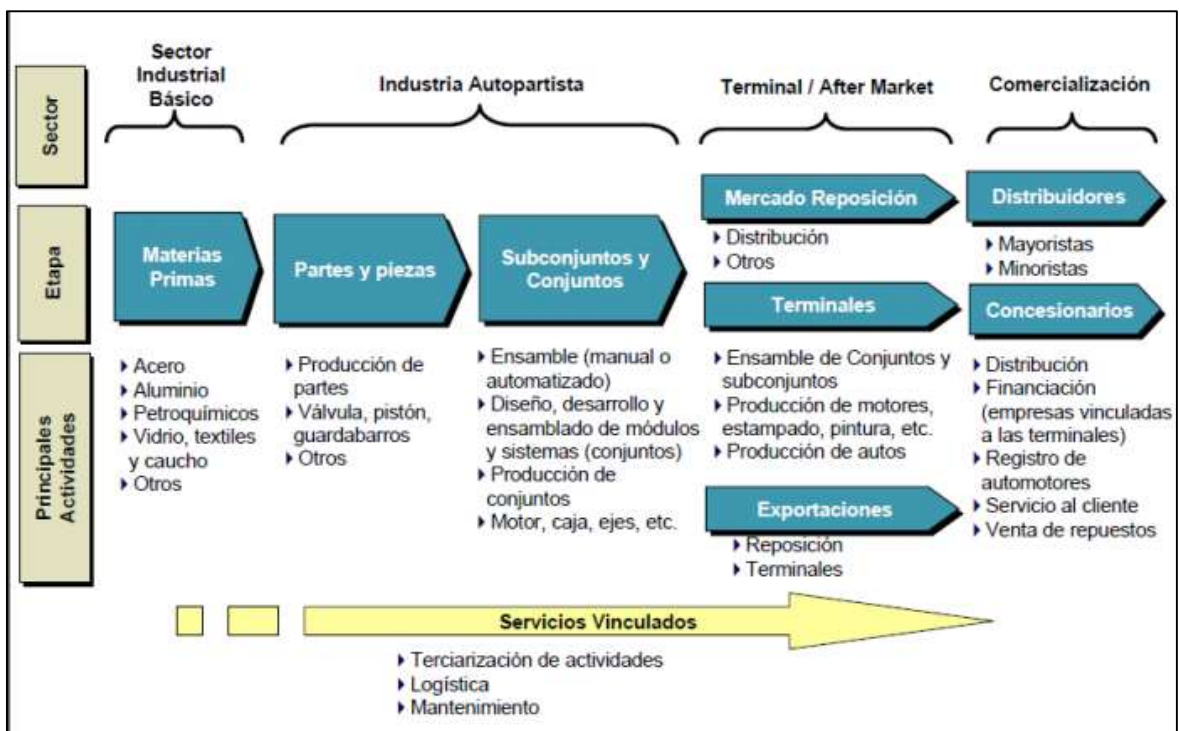 Sector
Sector
Industrial
Básico
Industria Autopartista
Terminal / After Market
Comercialización
Etapa
Materias
Primas
Partes y piezas
Subconjuntos y
Conjuntos
Mercado Reposición
Distribución
Otros
Terminales
Distribuidores
Mayoristas
Minoristas
Concesionarios
Principales
Actividades
Acero
Aluminio
Petroquímicos
Vidrio, textiles
y caucho
Otros
Producción de
partes
Válvula, pistón,
guardabarros
Otros
Ensamble (manual o
automatizado)
Diseño, desarrollo y
ensamblado de módulos
y sistemas (conjuntos)
Producción de
conjuntos
Motor, caja, ejes, etc.
Ensamble de Conjuntos y
subconjuntos
Producción de motores,
estampado, pintura, etc.
Producción de autos
Exportaciones
Reposición
Terminales
Distribución
Financiación
(empresas vinculadas
a las terminales)
Registro de
automotores
Servicio al cliente
Venta de repuestos
Servicios Vinculados
Terciarización de actividades
Logística
Mantenimiento